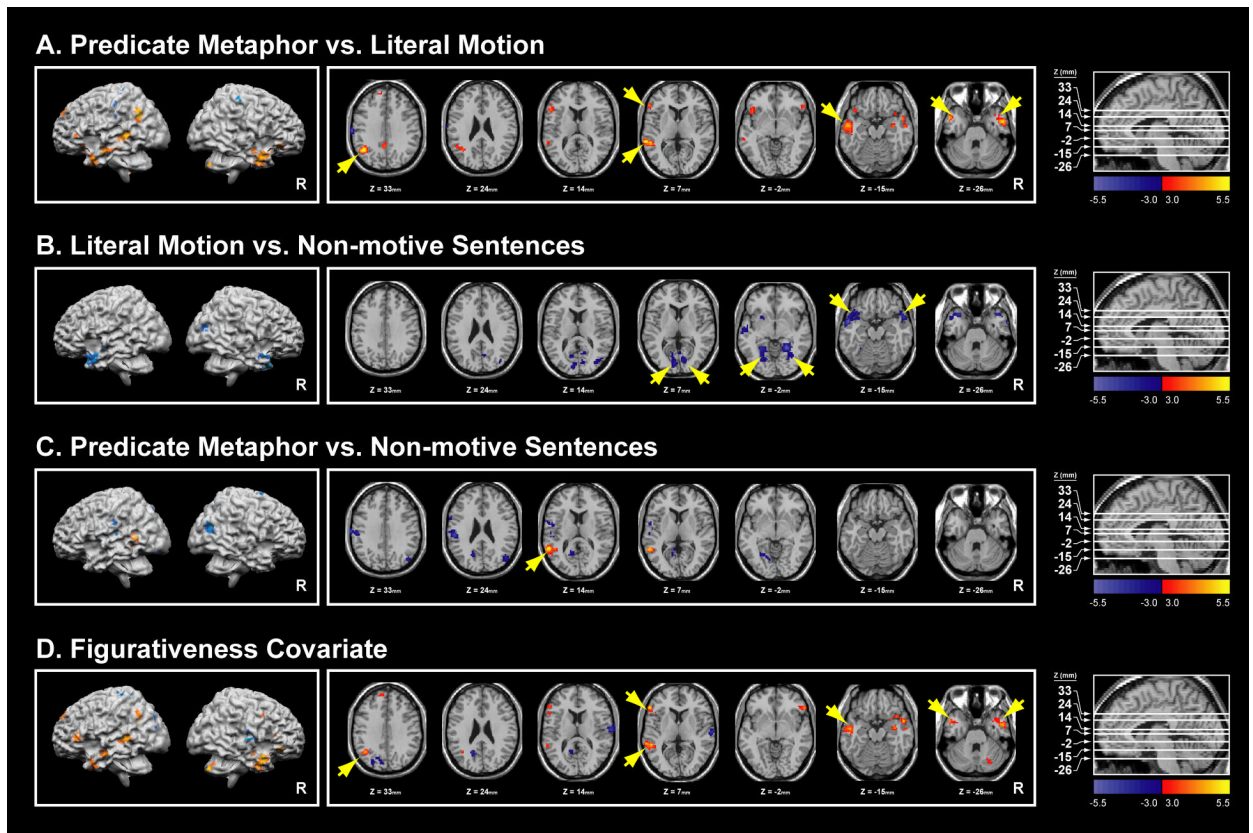 A. Predicate Metaphor vs. Literal Motion
R
Z = 33mm
Z = 24mm
Z = 14mm
Z = 7mm
Z = -2mm
Z = -15mm
Z = -26mm
R
Z (mm)
33
24
14
7
-2
-15
-26
-5.5 -3.0 3.0 5.5
B. Literal Motion vs. Non-motive Sentences
R
Z = 33mm
Z = 24mm
Z = 14mm
Z = 7mm
Z = -2mm
Z = -15mm
Z = -26mm
R
Z (mm)
33
24
14
7
-2
-15
-26
-5.5 -3.0 3.0 5.5
C. Predicate Metaphor vs. Non-motive Sentences
R
Z = 33mm
Z = 24mm
Z = 14mm
Z = 7mm
Z = -2mm
Z = -15mm
Z = -26mm
R
Z (mm)
33
24
14
7
-2
-15
-26
-5.5 -3.0 3.0 5.5
D. Figurativeness Covariate
R
Z = 33mm
Z = 24mm
Z = 14mm
Z = 7mm
Z = -2mm
Z = -15mm
Z = -26mm
R
Z (mm)
33
24
14
7
-2
-15
-26
-5.5 -3.0 3.0 5.5